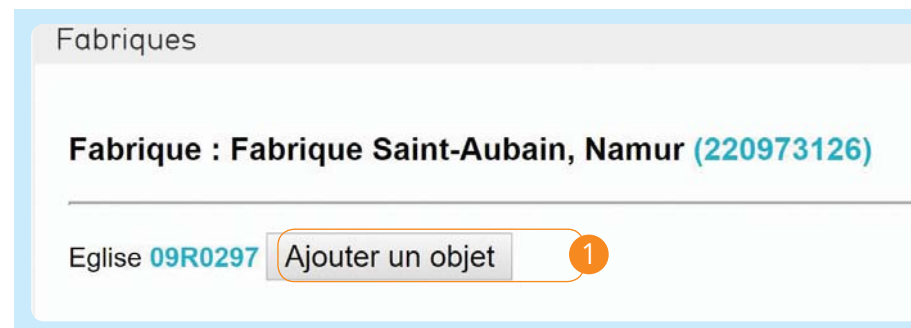 Fabriques
Fabrique : Fabrique Saint-Aubain, Namur (220973126)
Eglise 09R0297 Ajouter un objet 1